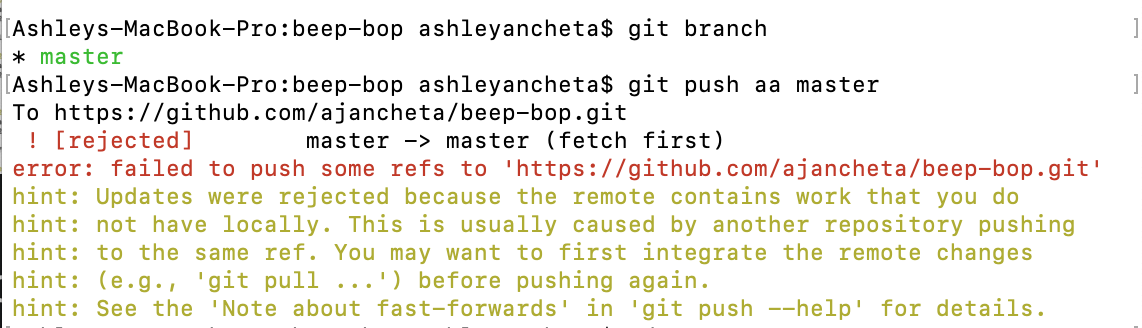 [Ashleys-MacBook-Pro:beep-bop ashleyancheta$ git branch ]
* master
[Ashleys-MacBook-Pro:beep-bop ashleyancheta$ git push aa master ]
To https://github.com/ajancheta/beep-bop.git
 ! [rejected]        master -> master (fetch first)
error: failed to push some refs to 'https://github.com/ajancheta/beep-bop.git'
hint: Updates were rejected because the remote contains work that you do
hint: not have locally. This is usually caused by another repository pushing
hint: to the same ref. You may want to first integrate the remote changes
hint: (e.g., 'git pull ...') before pushing again.
hint: See the 'Note about fast-forwards' in 'git push --help' for details.